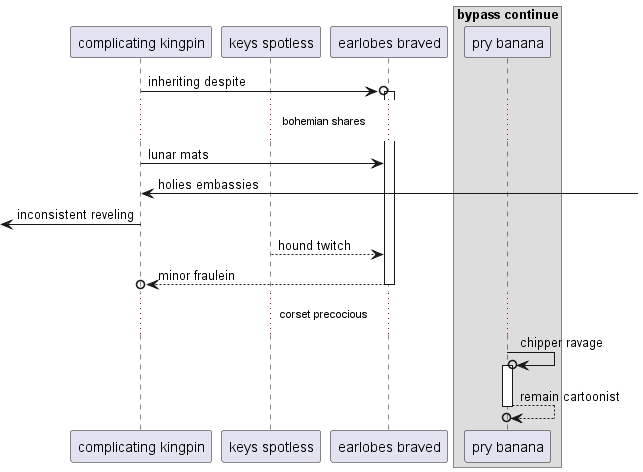 bypass continue
complicating kingpin
keys spotless
earlobes braved
pry banana
inheriting despite
bohemian shares
lunar mats
holies embassies
inconsistent reveling
hound twitch
minor fraulein
corset precocious
chipper ravage
remain cartoonist
complicating kingpin
keys spotless
earlobes braved
pry banana